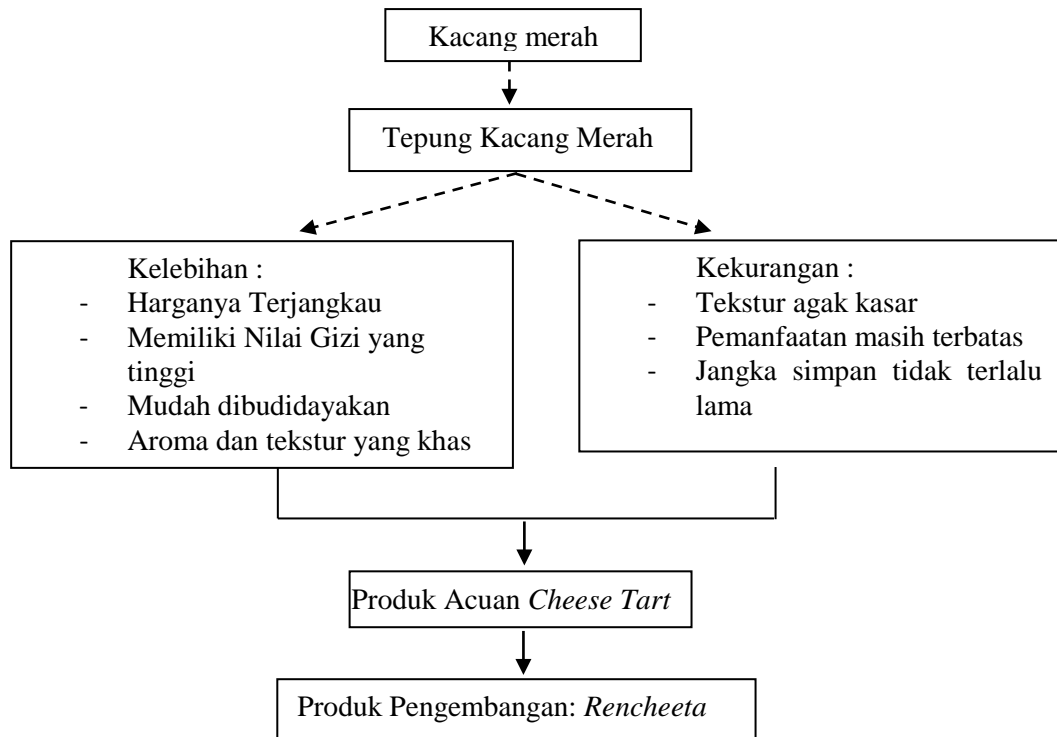 Kacang merah
Tepung Kacang Merah
Kelebihan :
- Harganya Terjangkau
- Memiliki Nilai Gizi yang
tinggi
- Mudah dibudidayakan
- Aroma dan tekstur yang khas
Kekurangan :
- Tekstur agak kasar
- Pemanfaatan masih terbatas
- Jangka simpan tidak terlalu
lama
Produk Acuan Cheese Tart
Produk Pengembangan: Rencheeta